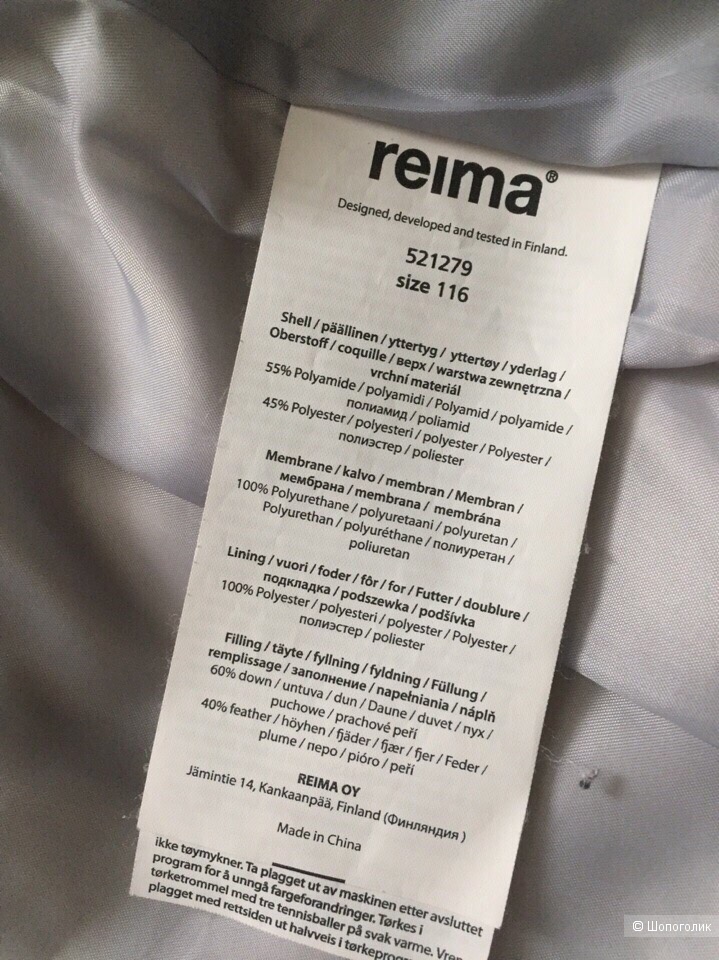 reima®
Designed, developed and tested in Finland.
521279
size 116
Shell / päällinen / yttertyg / yttertøy / yderlag /
Oberstoff / coquille / верх / warstwa zewnętrzna /
vrchní materiál
55% Polyamide / polyamidi / Polyamid / polyamide /
полиамид / poliamid
45% Polyester / polyesteri / polyester / Polyester /
полиэстер / poliester
Membrane / kalvo / membran / Membran /
мембрана / membrana / membrána
100% Polyurethane / polyuretaani / polyuretan /
Polyurethan / polyuréthane / полиуретан /
poliuretan
Lining / vuori / foder / fôr / for / Futter / doublure /
подкладка / podszewka / podšívka
100% Polyester / polyesteri / polyester / Polyester /
полиэстер / poliester
Filling / täyte / fyllning / fyldning / Füllung /
remplissage / заполнение / napełniania / náplň
60% down / untuva / dun / Daune / duvet / пух /
puchowe / prachové peří
40% feather / höyhen / fjäder / fjær / fjer / Feder /
plume / перо / pióro / peří
REIMA OY
Jämintie 14, Kankaanpää, Finland (Финляндия )
Made in China
ikke tøymykner. Ta plagget ut av maskinen etter avsluttet
program for å unngå fargeforandringer. Tørkes i
tørketrommel med tre tennisballer på svak varme.
plagget med rettsiden ut halvveis i
© Шопоголик